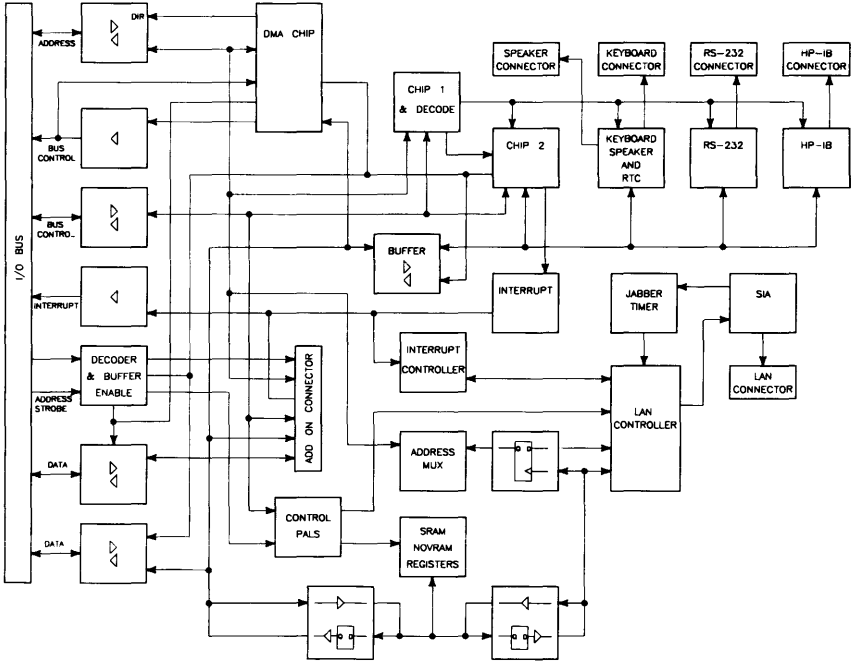 I/O BUS
ADDRESS
DIR
DMA CHIP
BUS
CONTROL
BUS
CONTROL
INTERRUPT
DECODER
& BUFFER
ENABLE
ADDRESS
STROBE
DATA
DATA
CHIP 1
& DECODE
SPEAKER
CONNECTOR
KEYBOARD
CONNECTOR
RS-232
CONNECTOR
HP-IB
CONNECTOR
CHIP 2
KEYBOARD
SPEAKER
AND
RTC
RS-232
HP-IB
BUFFER
INTERRUPT
JABBER
TIMER
SIA
ADD ON CONNECTOR
INTERRUPT
CONTROLLER
LAN
CONTROLLER
LAN
CONNECTOR
ADDRESS
MUX
CONTROL
PALS
SRAM
NOVRAM
REGISTERS